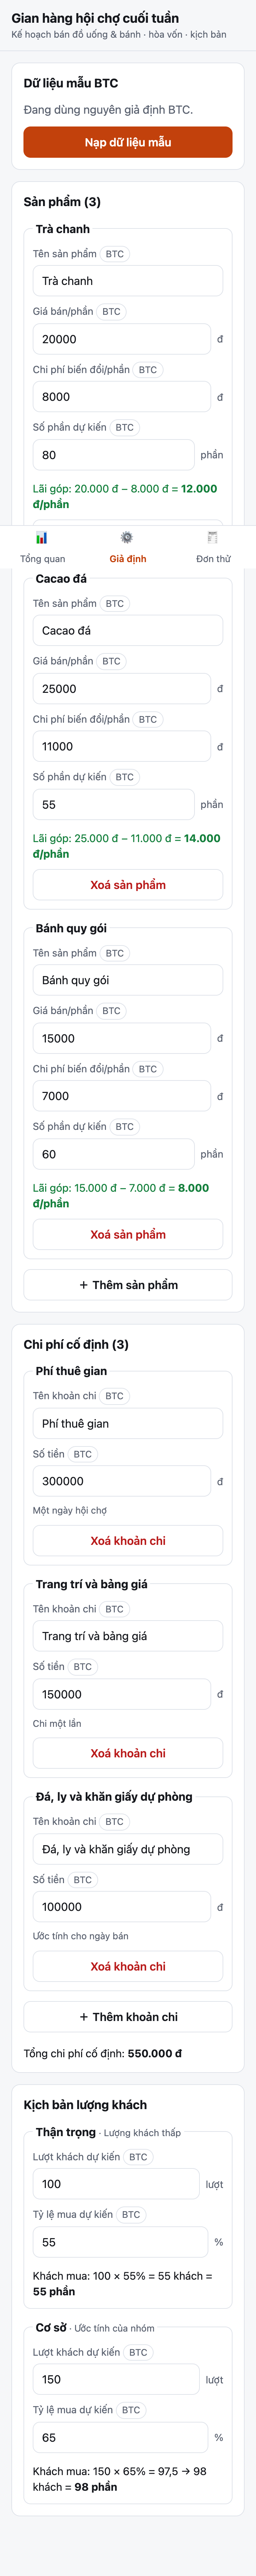 Gian hàng hội chợ cuối tuần
Kế hoạch bán đồ uống & bánh · hòa vốn · kịch bản
Dữ liệu mẫu BTC
Đang dùng nguyên giả định BTC.
Nạp dữ liệu mẫu
Sản phẩm (3)
Trà chanh
Tên sản phẩm BTC
Trà chanh
Giá bán/phần BTC
20000 đ
Chi phí biến đổi/phần BTC
8000 đ
Số phần dự kiến BTC
80 phần
Lãi góp: 20.000 đ − 8.000 đ = 12.000
đ/phần
Tổng quan
Giả định
Đơn thử
Cacao đá
Tên sản phẩm BTC
Cacao đá
Giá bán/phần BTC
25000 đ
Chi phí biến đổi/phần BTC
11000 đ
Số phần dự kiến BTC
55 phần
Lãi góp: 25.000 đ − 11.000 đ = 14.000
đ/phần
Xoá sản phẩm
Bánh quy gói
Tên sản phẩm BTC
Bánh quy gói
Giá bán/phần BTC
15000 đ
Chi phí biến đổi/phần BTC
7000 đ
Số phần dự kiến BTC
60 phần
Lãi góp: 15.000 đ − 7.000 đ = 8.000
đ/phần
Xoá sản phẩm
+ Thêm sản phẩm
Chi phí cố định (3)
Phí thuê gian
Tên khoản chi BTC
Phí thuê gian
Số tiền BTC
300000 đ
Một ngày hội chợ
Xoá khoản chi
Trang trí và bảng giá
Tên khoản chi BTC
Trang trí và bảng giá
Số tiền BTC
150000 đ
Chi một lần
Xoá khoản chi
Đá, ly và khăn giấy dự phòng
Tên khoản chi BTC
Đá, ly và khăn giấy dự phòng
Số tiền BTC
100000 đ
Ước tính cho ngày bán
Xoá khoản chi
+ Thêm khoản chi
Tổng chi phí cố định: 550.000 đ
Kịch bản lượng khách
Thận trọng · Lượng khách thấp
Lượt khách dự kiến BTC
100 lượt
Tỷ lệ mua dự kiến BTC
55 %
Khách mua: 100 × 55% = 55 khách =
55 phần
Cơ sở · Ước tính của nhóm
Lượt khách dự kiến BTC
150 lượt
Tỷ lệ mua dự kiến BTC
65 %
Khách mua: 150 × 65% = 97,5 → 98
khách = 98 phần